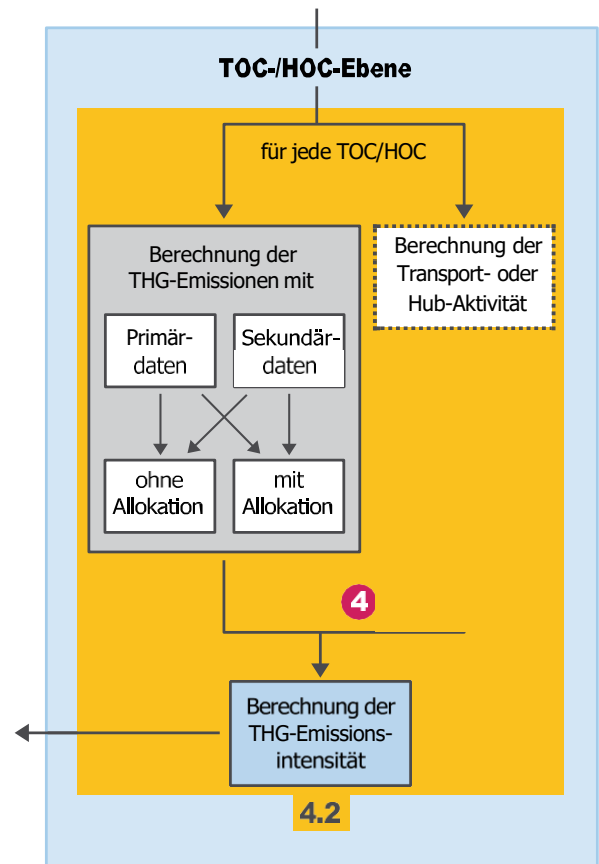 TOC-/HOC-Ebene
für jede TOC/HOC
Berechnung der
THG-Emissionen mit
Primär-
daten
Sekundär-
daten
ohne
Allokation
mit
Allokation
Berechnung der
Transport- oder
Hub-Aktivität
4
Berechnung der
THG-Emissions-
intensität
4.2